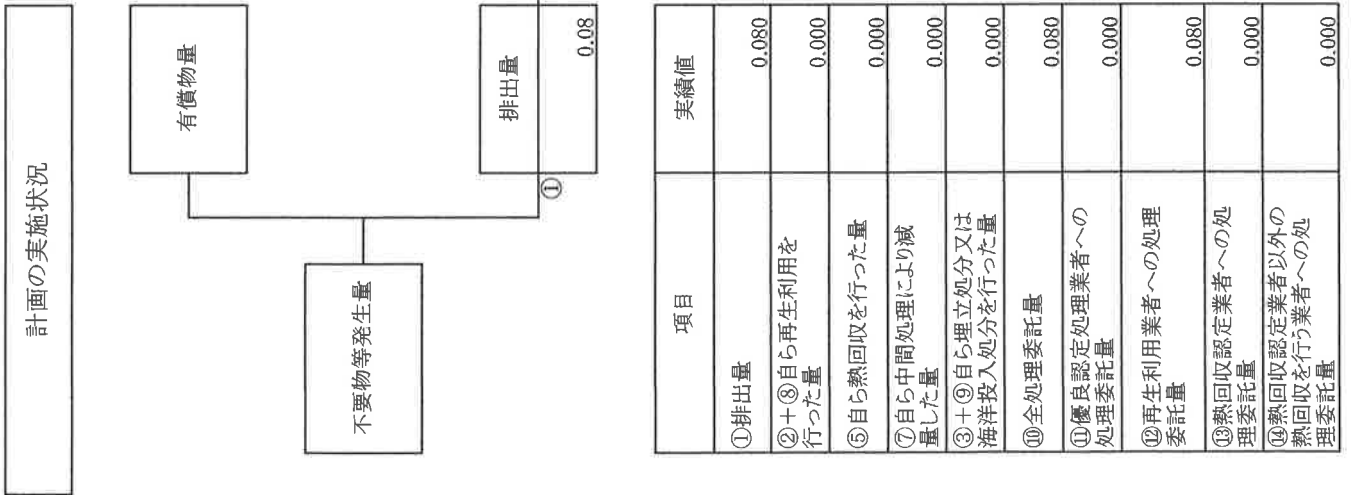 計画の実施状況
有償物量
不要物等発生量
排出量
①
0.08
項目
実績値
①排出量
0.080
②+⑧自ら再生利用を
行った量
0.000
⑤自ら熱回収を行った量
0.000
⑦自ら中間処理により減
量した量
0.000
③+⑨自ら埋立処分又は
海洋投入処分を行った量
0.000
⑩全処理委託量
0.080
⑪優良認定処理業者への
処理委託量
0.000
⑫再生利用業者への処理
委託量
0.080
⑬熱回収認定業者への処
理委託量
0.000
⑭熱回収認定業者以外の
熱回収を行う業者への処
理委託量
0.000